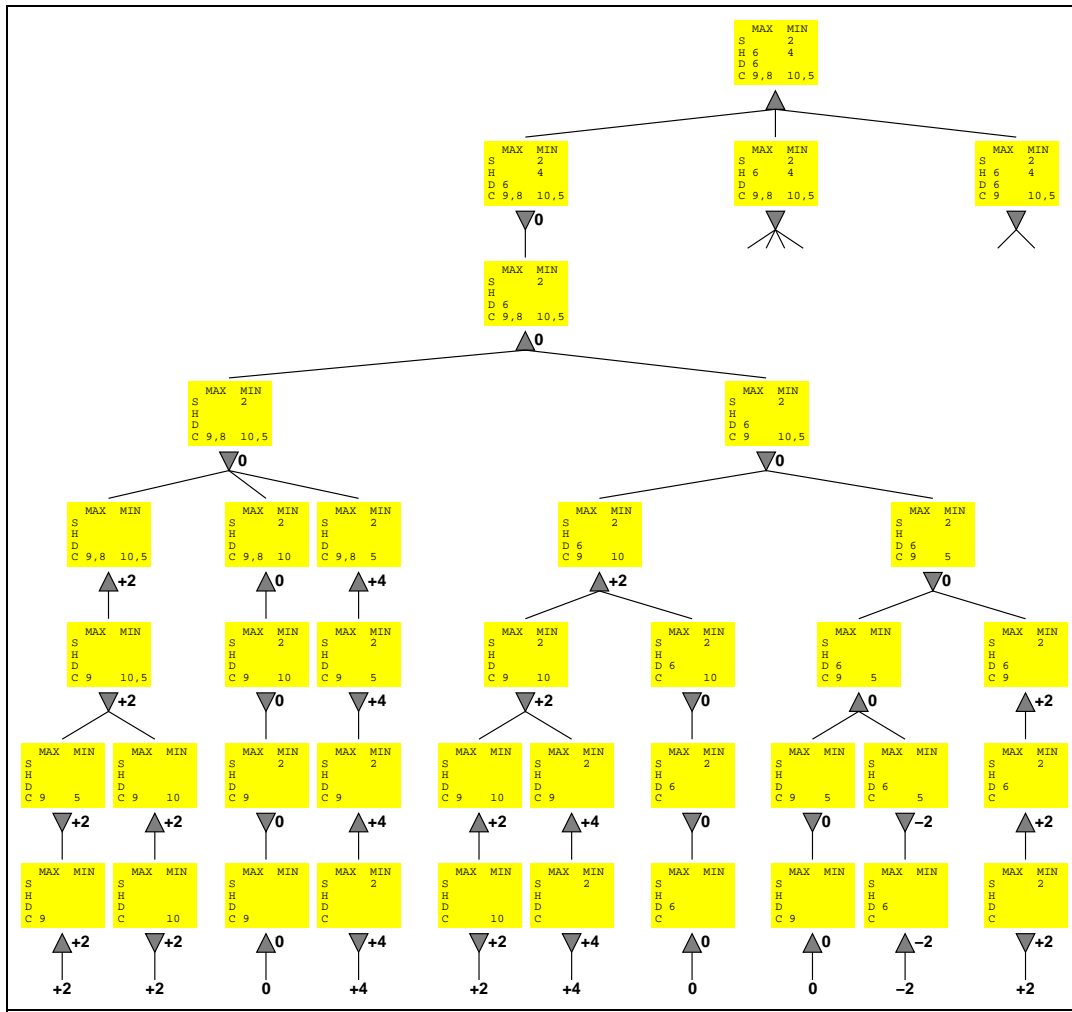 MAX MIN
S 2
H 6 4
D 6
C 9,8 10,5
MAX MIN
S 2
H 4
D 6
C 9,8 10,5
0
MAX MIN
S 2
H 6 4
D
C 9,8 10,5
MAX MIN
S 2
H 6 4
D 6
C 9 10,5
MAX MIN
S 2
H
D 6
C 9,8 10,5
0
MAX MIN
S 2
H
D
C 9,8 10,5
0
MAX MIN
S 2
H
D 6
C 9 10,5
0
MAX MIN
S
H
D
C 9,8 10,5
+2
MAX MIN
S 2
H
D
C 9,8 10
0
MAX MIN
S 2
H
D
C 9,8 5
+4
MAX MIN
S 2
H
D 6
C 9 10
+2
MAX MIN
S 2
H
D 6
C 9 5
0
MAX MIN
S
H
D
C 9 10,5
+2
MAX MIN
S 2
H
D
C 9 10
0
MAX MIN
S 2
H
D
C 9 5
+4
MAX MIN
S 2
H
D
C 9 10
+2
MAX MIN
S 2
H
D 6
C 10
0
MAX MIN
S
H
D 6
C 9 5
0
MAX MIN
S 2
H
D 6
C 9
+2
MAX MIN
S
H
D
C 9 5
+2
MAX MIN
S
H
D
C 9 10
+2
MAX MIN
S 2
H
D
C 9
0
MAX MIN
S 2
H
D
C 9
+4
MAX MIN
S
H
D
C 9 10
+2
MAX MIN
S 2
H
D
C 9
+4
MAX MIN
S 2
H
D 6
C
0
MAX MIN
S
H
D
C 9 5
0
MAX MIN
S
H
D 6
C 5
−2
MAX MIN
S 2
H
D 6
C
+2
MAX MIN
S
H
D
C 9
+2
MAX MIN
S
H
D
C 10
+2
MAX MIN
S
H
D
C 9
0
MAX MIN
S 2
H
D
C
+4
MAX MIN
S
H
D
C 10
+2
MAX MIN
S 2
H
D
C
+4
MAX MIN
S
H
D 6
C
0
MAX MIN
S
H
D
C 9
0
MAX MIN
S
H
D 6
C
−2
MAX MIN
S 2
H
D
C
+2
+2 +2 0 +4 +2 +4 0 0 −2 +2